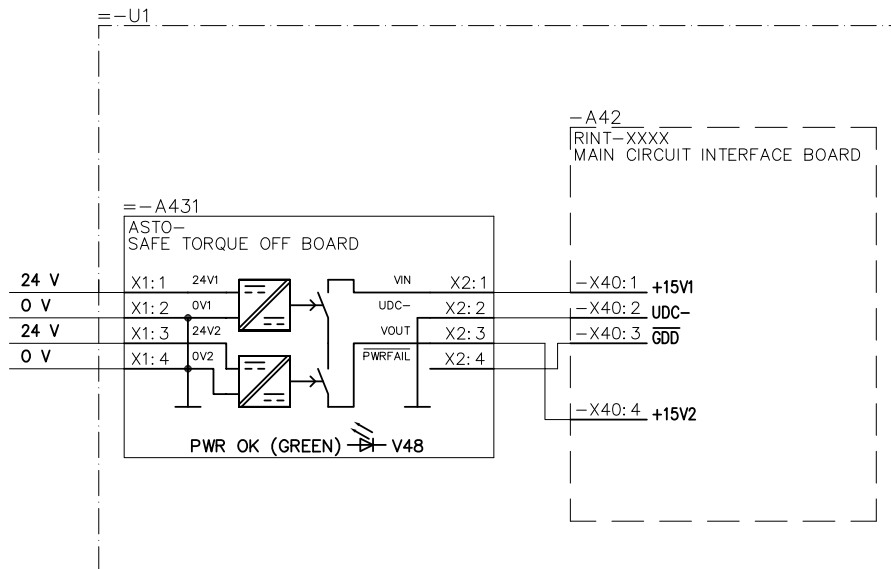 =-U1
-A42
RINT-XXXX
MAIN CIRCUIT INTERFACE BOARD
=-A431
ASTO-
SAFE TORQUE OFF BOARD
24 V X1:1 24V1 VIN X2:1 -X40:1 +15V1
0 V X1:2 0V1 UDC- X2:2 -X40:2 UDC-
24 V X1:3 24V2 VOUT X2:3 -X40:3 GDD
0 V X1:4 0V2 PWRFAIL X2:4
-X40:4 +15V2
PWR OK (GREEN) V48